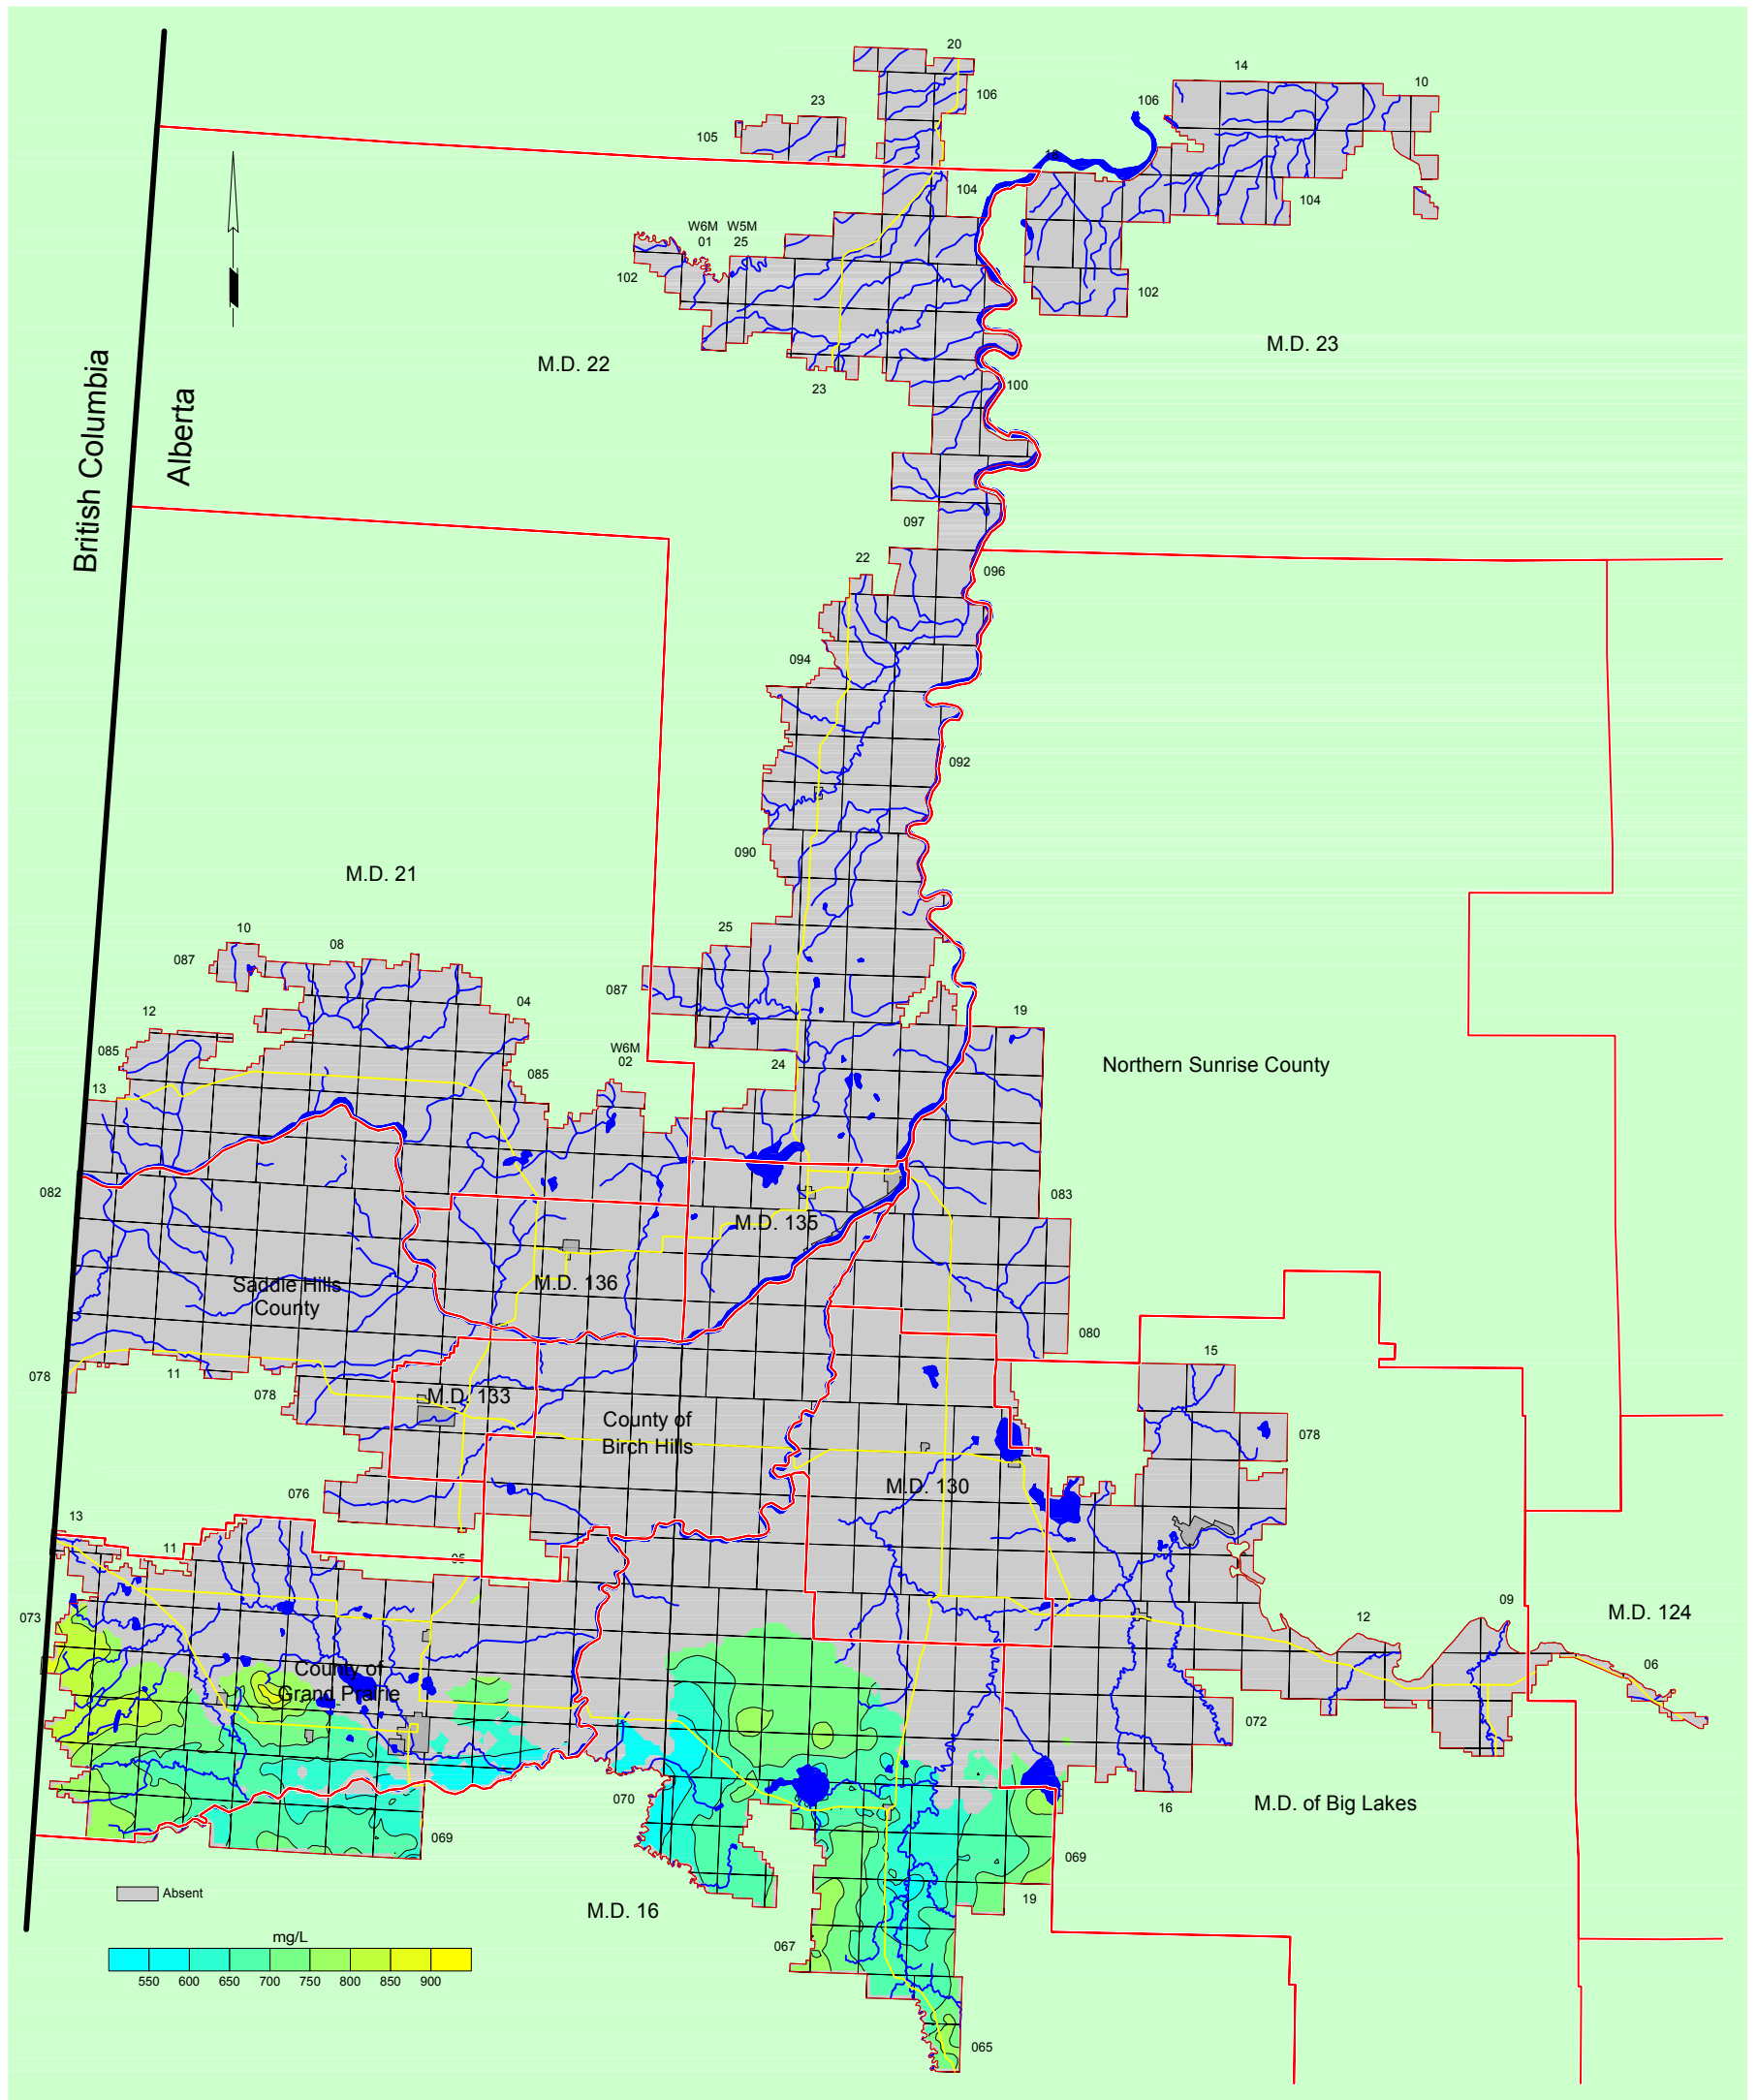 20
14
10
106
106
23
105
18
104
104
W6M W5M
01 25
102
102
M.D. 23
M.D. 22
23
100
British Columbia
Alberta
097
22
096
094
092
090
M.D. 21
25
10
08
087
087
04
12
19
085
W6M
02
24
Northern Sunrise County
085
13
082
083
M.D. 135
M.D. 136
Saddle Hills
County
080
15
11
078
078
M.D. 133
County of
Birch Hills
078
M.D. 130
076
13
11
05
073
12
09
M.D. 124
County of
Grand Prairie
06
072
070
16
M.D. of Big Lakes
069
069
Absent
19
M.D. 16
mg/L
067
550 600 650 700 750 800 850 900
065